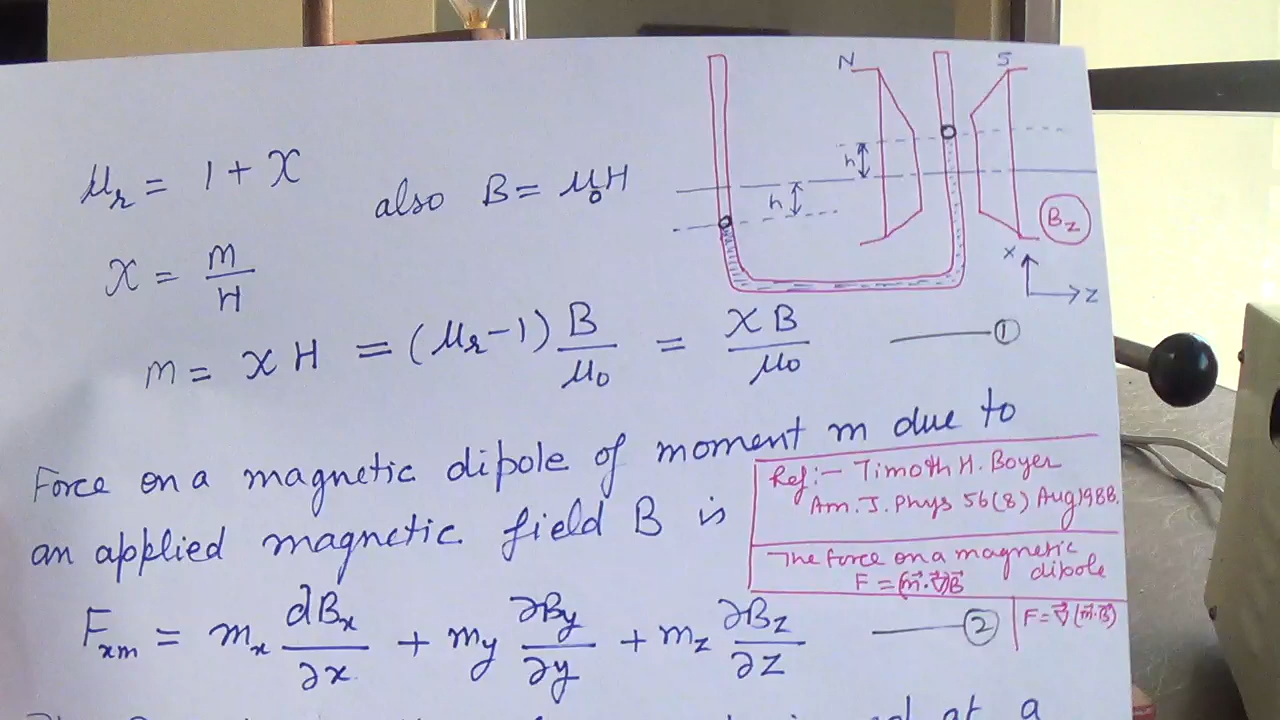 μr = 1 + χ
also B = μ₀H
χ = m/H
m = χ H = (μr - 1) B/μ₀ = χ B/μ₀ ①
N
S
h
h
Bz
x
z
Force on a magnetic dipole of moment m due to
an applied magnetic field B is
Ref:- Timoth H. Boyer
Am. J. Phys 56(8) Aug 1988.
The force on a magnetic
dipole
F = (m⃗.∇⃗)B⃗
F = ∇⃗(m⃗.B⃗)
Fxm = mx dBx/∂x + my ∂By/∂y + mz ∂Bz/∂z ②
at a